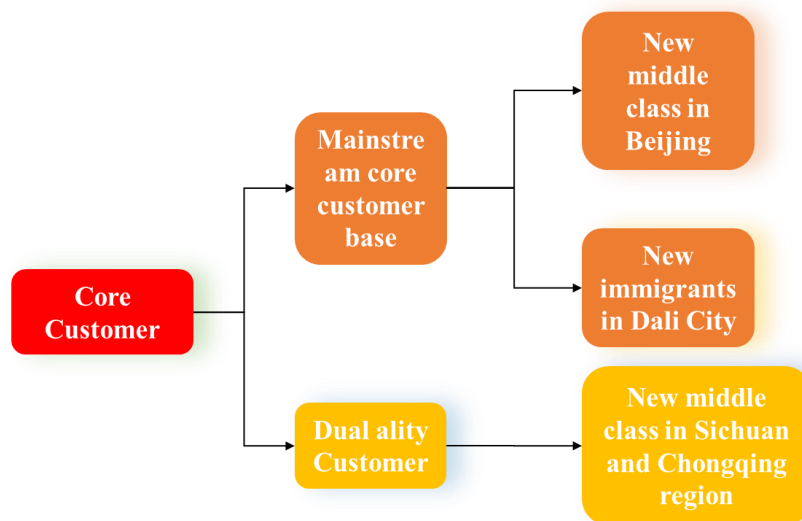 New
middle
class in
Beijing
Mainstre
am core
customer
base
New
immigrants
in Dali City
Core
Customer
Dual ality
Customer
New middle
class in Sichuan
and Chongqing
region